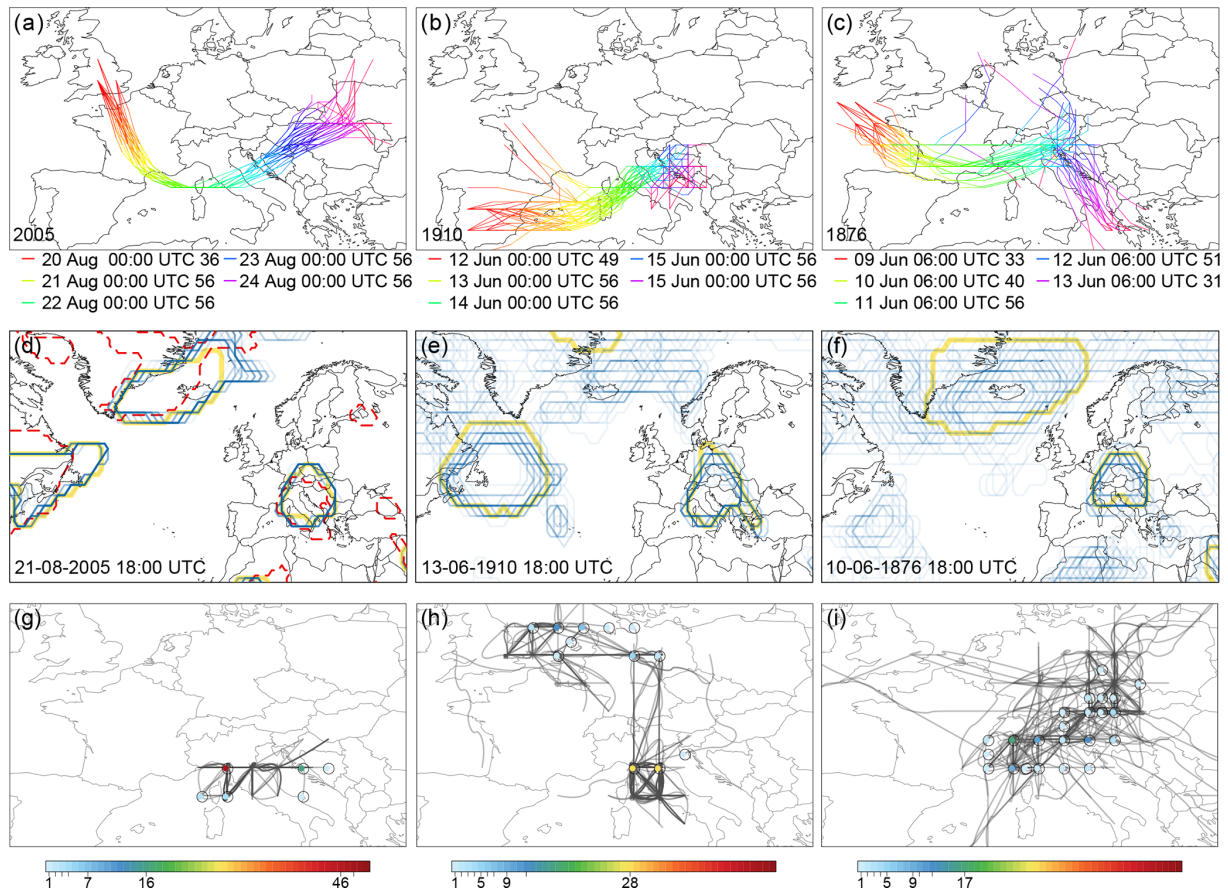 (a) (b) (c)
2005 1910 1876
20 Aug 00:00 UTC 36 23 Aug 00:00 UTC 56 12 Jun 00:00 UTC 49 15 Jun 00:00 UTC 56 09 Jun 06:00 UTC 33 12 Jun 06:00 UTC 51
21 Aug 00:00 UTC 56 24 Aug 00:00 UTC 56 13 Jun 00:00 UTC 56 15 Jun 00:00 UTC 56 10 Jun 06:00 UTC 40 13 Jun 06:00 UTC 31
22 Aug 00:00 UTC 56 14 Jun 00:00 UTC 56 11 Jun 06:00 UTC 56
(d) (e) (f)
21-08-2005 18:00 UTC 13-06-1910 18:00 UTC 10-06-1876 18:00 UTC
(g) (h) (i)
1 7 16 46 1 5 9 28 1 5 9 17